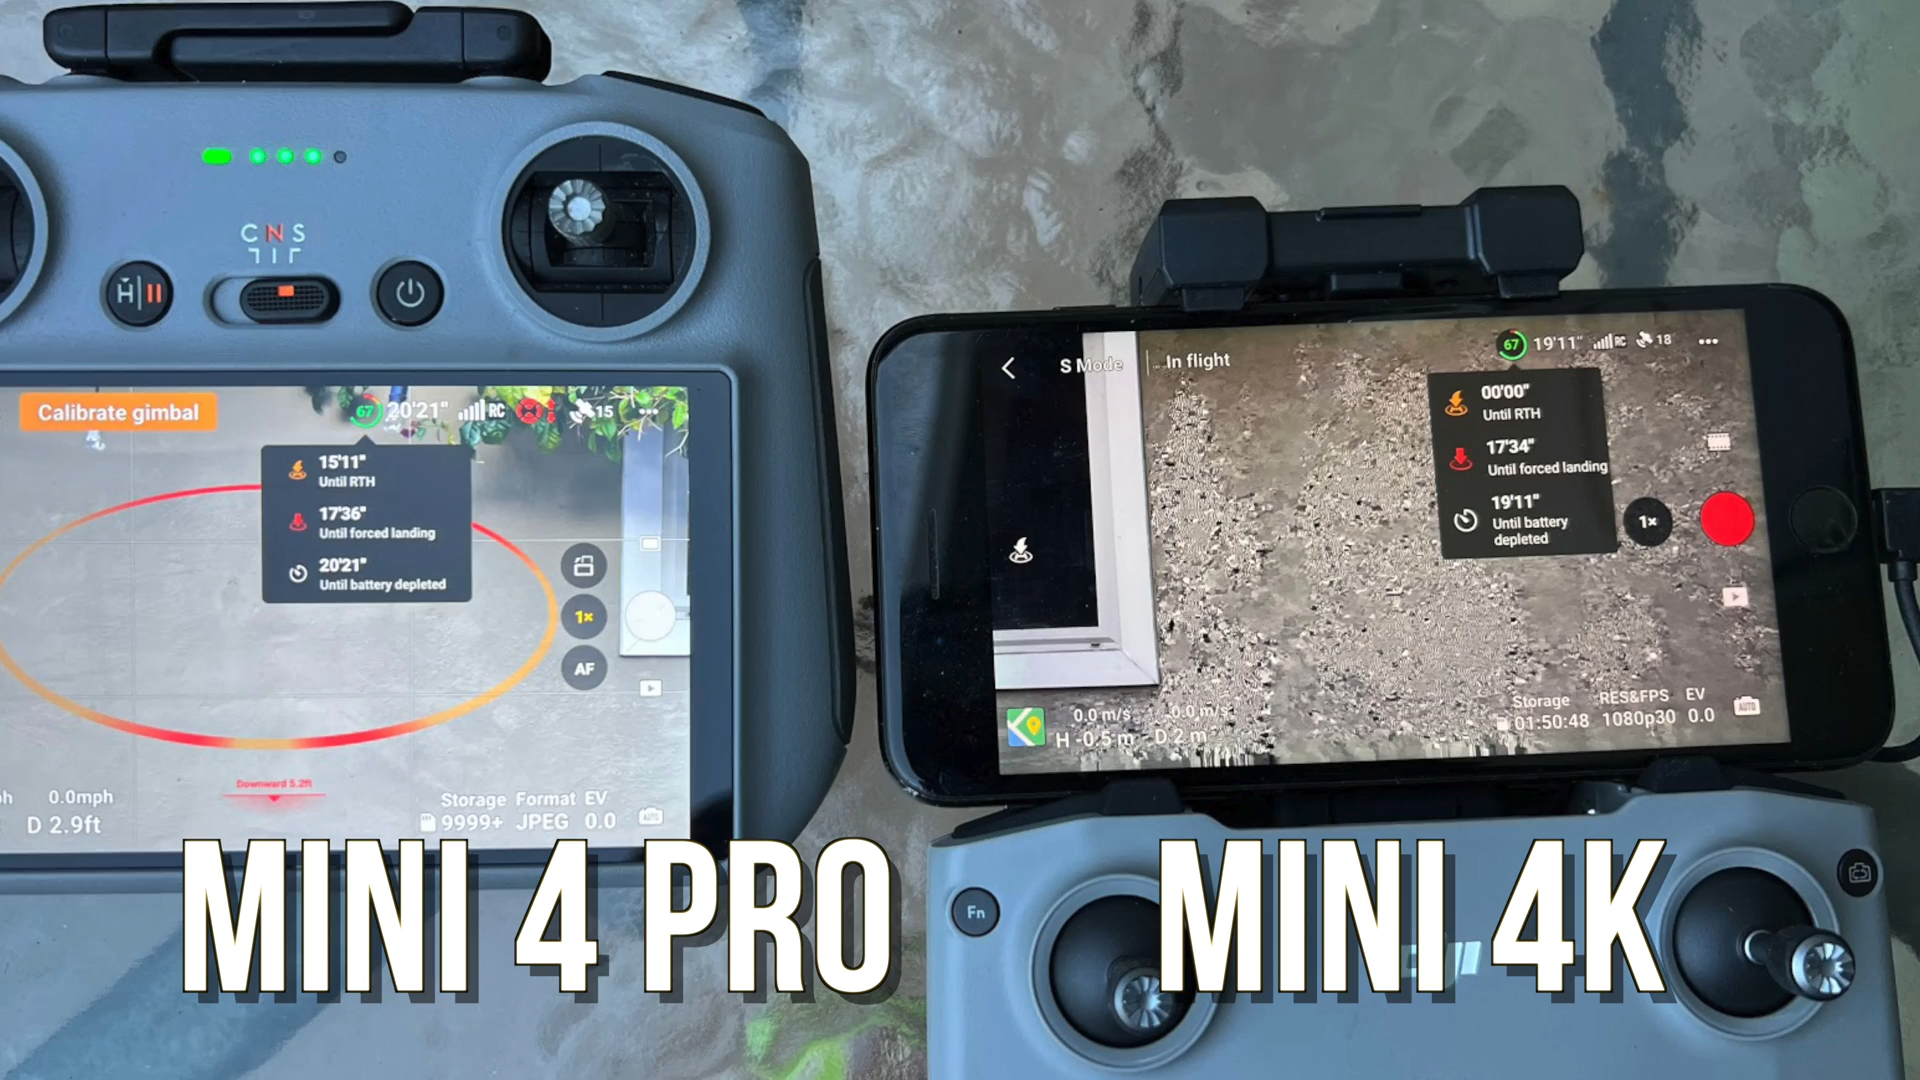 C N S
H
Calibrate gimbal
67 20'21" RC 15 •••
15'11"
Until RTH
17'36"
Until forced landing
20'21"
Until battery depleted
1×
AF
Downward 5.2ft
0.0mph
D 2.9ft
Storage Format EV
9999+ JPEG 0.0
AUTO
S Mode In flight
67 19'11" RC 18 •••
00'00"
Until RTH
17'34"
Until forced landing
19'11"
Until battery
depleted
1×
0.0 m/s 0.0 m/s
H -0.5 m D 2 m
Storage RES&FPS EV
01:50:48 1080p30 0.0
AUTO
Fn
MINI 4 PRO
MINI 4K